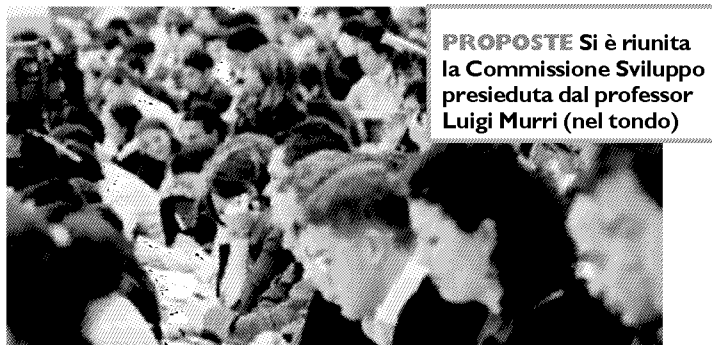 PROPOSTE Si è riunita
la Commissione Sviluppo
presieduta dal professor
Luigi Murri (nel tondo)